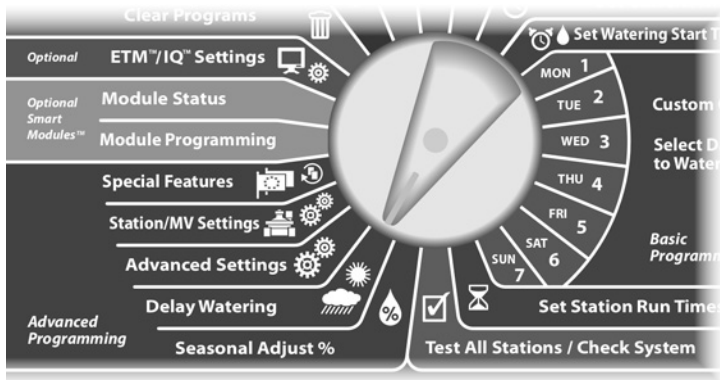 Clear Programs
Optional
ETM™/IQ™ Settings
Optional
Smart
Modules™
Module Status
Module Programming
Special Features
Station/MV Settings
Advanced Settings
Delay Watering
Advanced
Programming
Seasonal Adjust %
%
Set Watering Start T
MON 1
TUE 2
WED 3
THU 4
FRI 5
SAT 6
SUN 7
Custom
Select D
to Water
Basic
Programm
Set Station Run Times
Test All Stations / Check System